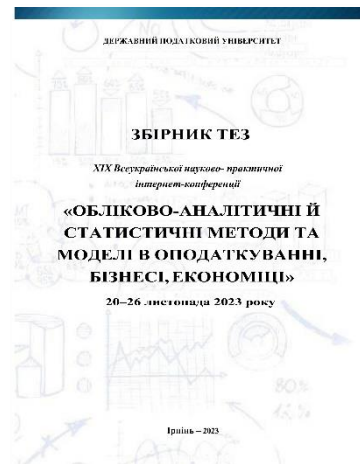 ДЕРЖАВНИЙ ПОДАТКОВИЙ УНІВЕРСИТЕТ
ЗБІРНИК ТЕЗ
XIX Всеукраїнської науково- практичної
інтернет-конференції
«ОБЛІКОВО-АНАЛІТИЧНІ Й
СТАТИСТИЧНІ МЕТОДИ ТА
МОДЕЛІ В ОПОДАТКУВАННІ,
БІЗНЕСІ, ЕКОНОМІЦІ»
20–26 листопада 2023 року
80%
Ірпінь – 2023